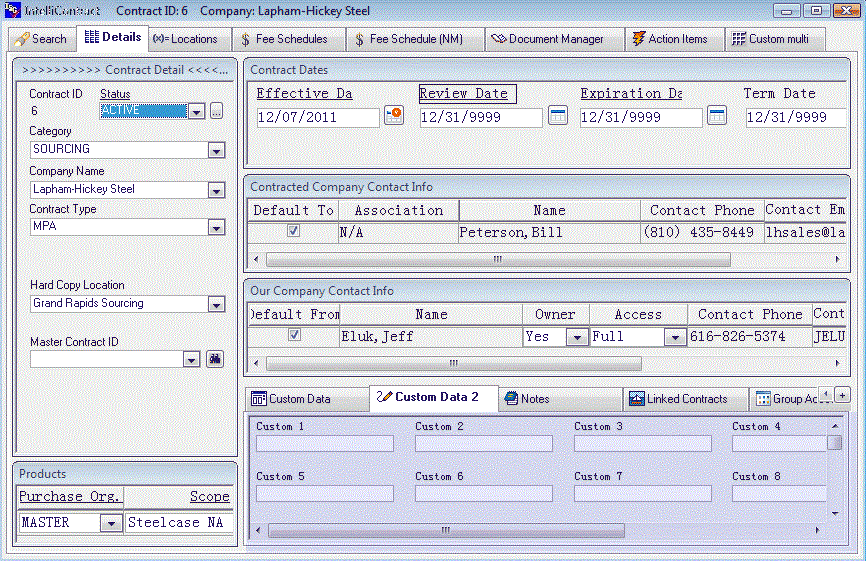 IntelliContract Contract ID: 6 Company: Lapham-Hickey Steel
Search Details (x)= Locations $ Fee Schedules $ Fee Schedule (NM) Document Manager Action Items Custom multi
>>>>>>>>>> Contract Detail <<<<...
Contract ID Status
6 ACTIVE ...
Category
SOURCING
Company Name
Lapham-Hickey Steel
Contract Type
MPA
Hard Copy Location
Grand Rapids Sourcing
Master Contract ID
Products
Purchase Org. Scope
MASTER Steelcase NA
Contract Dates
Effective Da Review Date Expiration Da Term Date
12/07/2011 12/31/9999 12/31/9999 12/31/9999
Contracted Company Contact Info
Default To Association Name Contact Phone Contact Em
N/A Peterson,Bill (810) 435-8449 lhsales@la
Our Company Contact Info
Default From Name Owner Access Contact Phone Cont
Eluk,Jeff Yes Full 616-826-5374 JELU
Custom Data Custom Data 2 Notes Linked Contracts Group Ac
Custom 1 Custom 2 Custom 3 Custom 4
Custom 5 Custom 6 Custom 7 Custom 8